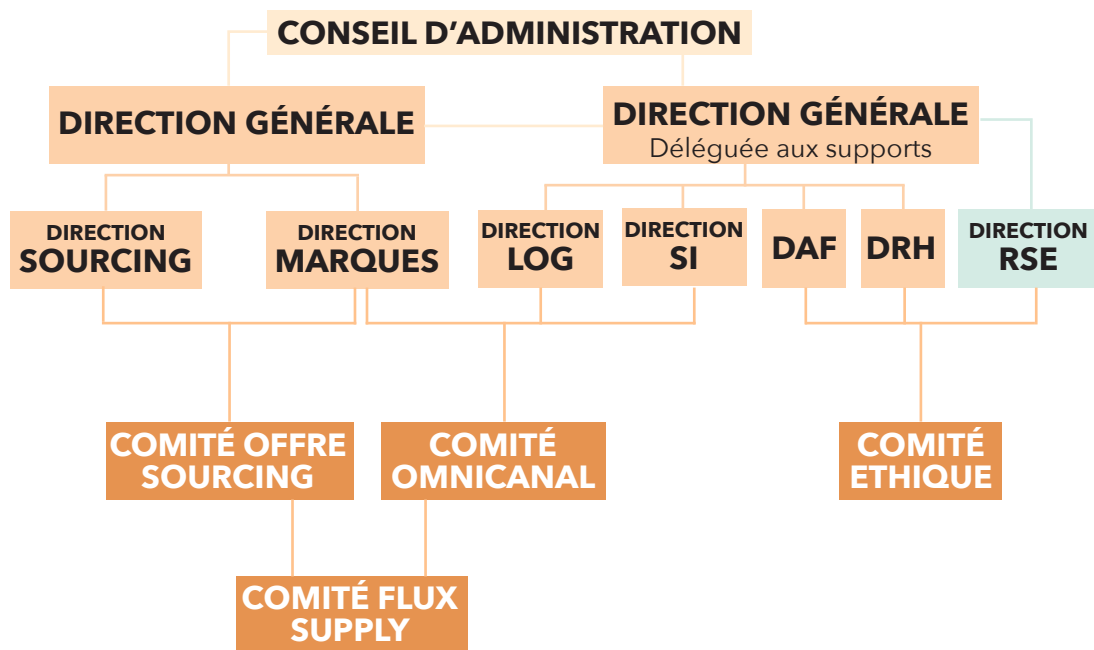 CONSEIL D’ADMINISTRATION
DIRECTION GÉNÉRALE
DIRECTION GÉNÉRALE
Déléguée aux supports
DIRECTION
SOURCING
DIRECTION
MARQUES
DIRECTION
LOG
DIRECTION
SI
DAF
DRH
DIRECTION
RSE
COMITÉ OFFRE
SOURCING
COMITÉ
OMNICANAL
COMITÉ
ETHIQUE
COMITÉ FLUX
SUPPLY